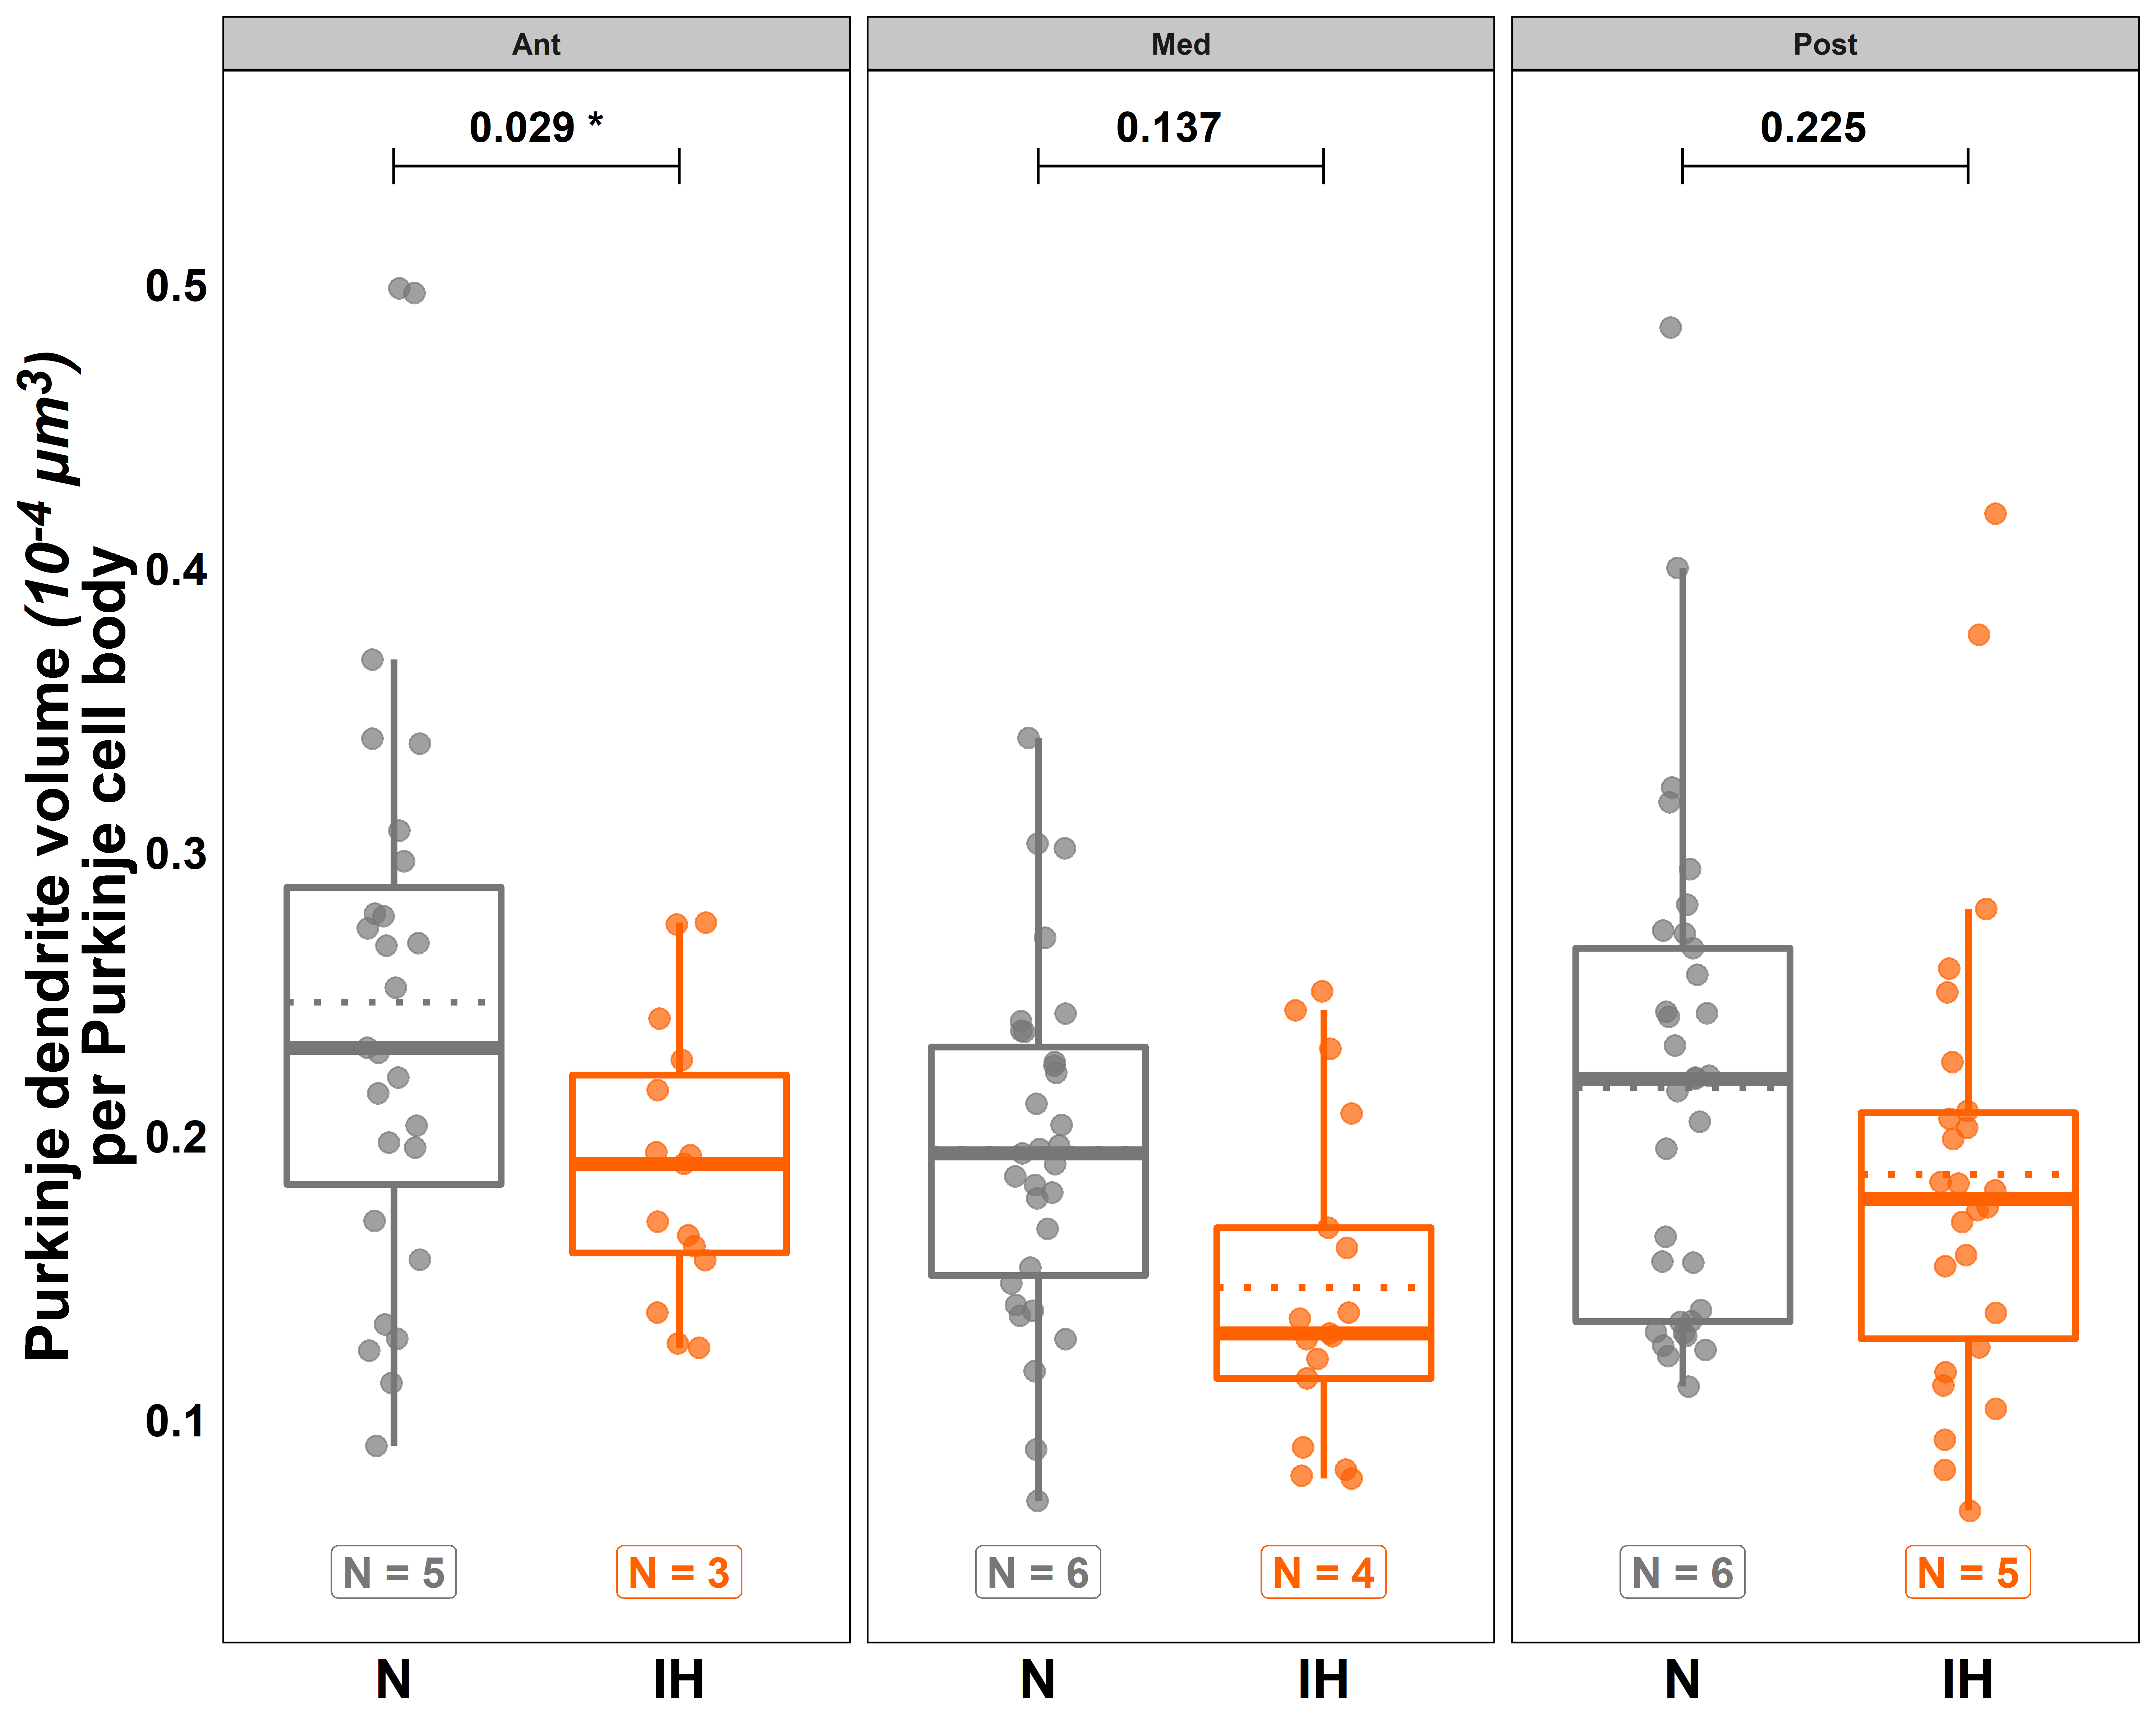 Ant
Med
Post
0.029 *
0.137
0.225
Purkinje dendrite volume (10⁻⁴ µm³)
per Purkinje cell body
0.5
0.4
0.3
0.2
0.1
N = 5
N = 3
N = 6
N = 4
N = 6
N = 5
N
IH
N
IH
N
IH